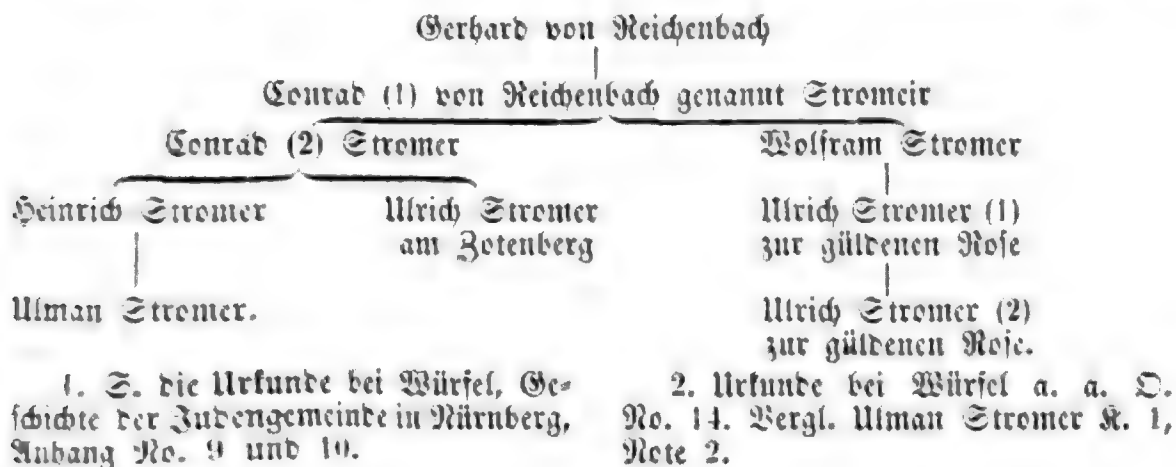 Gerhard von Reichenbach
Conrad (1) von Reichenbach genannt Stromeir
Conrad (2) Stromer Wolfram Stromer
Heinrich Stromer Ulrich Stromer Ulrich Stromer (1)
am Zotenberg zur güldenen Rose
Ulman Stromer. Ulrich Stromer (2)
zur güldenen Rose.
1. S. die Urkunde bei Würfel, Ge-
schichte der Judengemeinde in Nürnberg,
Anhang No. 9 und 10.
2. Urkunde bei Würfel a. a. O.
No. 14. Vergl. Ulman Stromer K. 1,
Note 2.